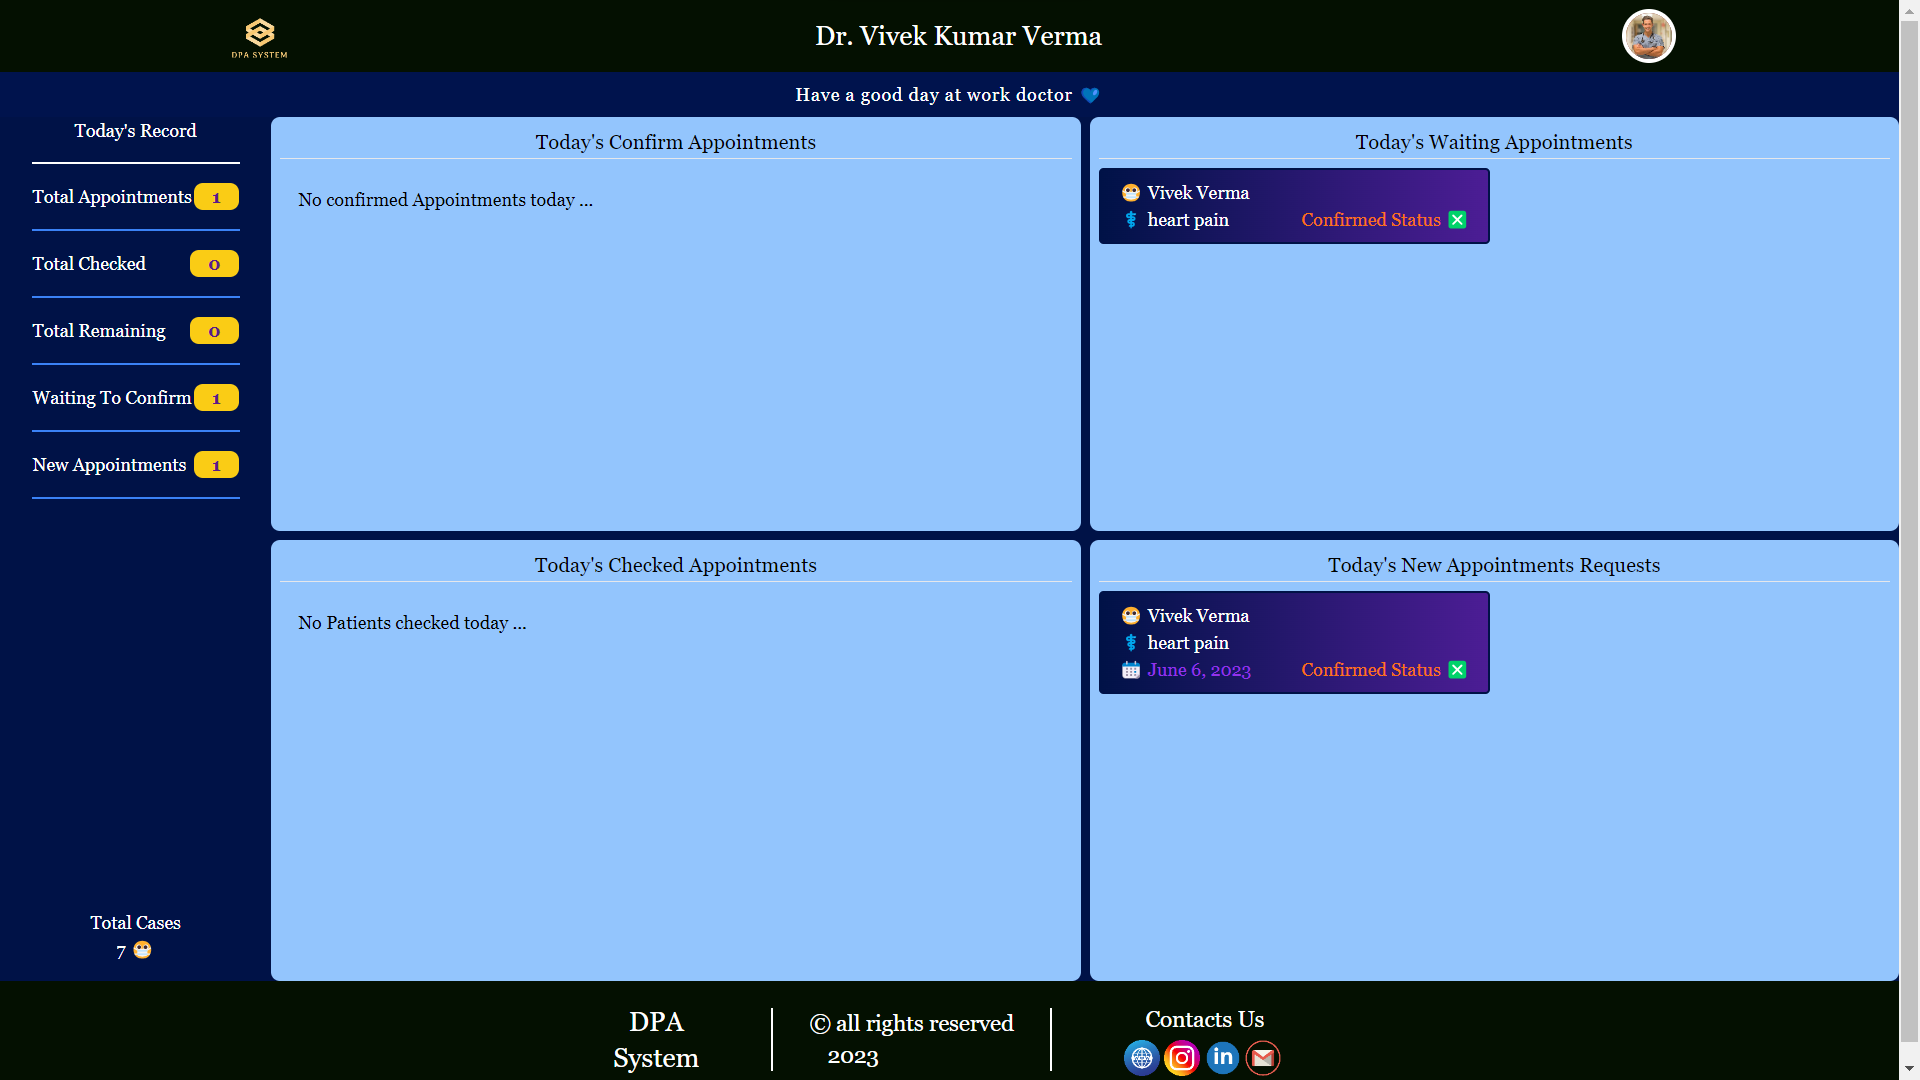 DPA SYSTEM
Dr. Vivek Kumar Verma
Have a good day at work doctor 💙
Today's Record
Total Appointments 1
Total Checked 0
Total Remaining 0
Waiting To Confirm 1
New Appointments 1
Total Cases
7 😷
Today's Confirm Appointments
No confirmed Appointments today ...
Today's Waiting Appointments
😷 Vivek Verma
⚕ heart pain Confirmed Status ❎
Today's Checked Appointments
No Patients checked today ...
Today's New Appointments Requests
😷 Vivek Verma
⚕ heart pain
📅 June 6, 2023 Confirmed Status ❎
DPA
System
© all rights reserved
2023
Contacts Us
in